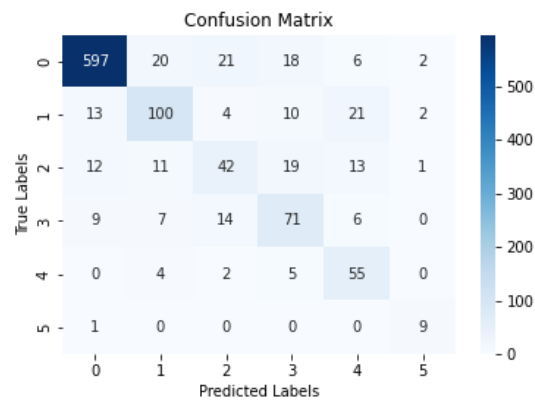 Confusion Matrix
0 597 20 21 18 6 2
1 13 100 4 10 21 2
2 12 11 42 19 13 1
3 9 7 14 71 6 0
4 0 4 2 5 55 0
5 1 0 0 0 0 9
0 1 2 3 4 5
True Labels
Predicted Labels
500
400
300
200
100
0